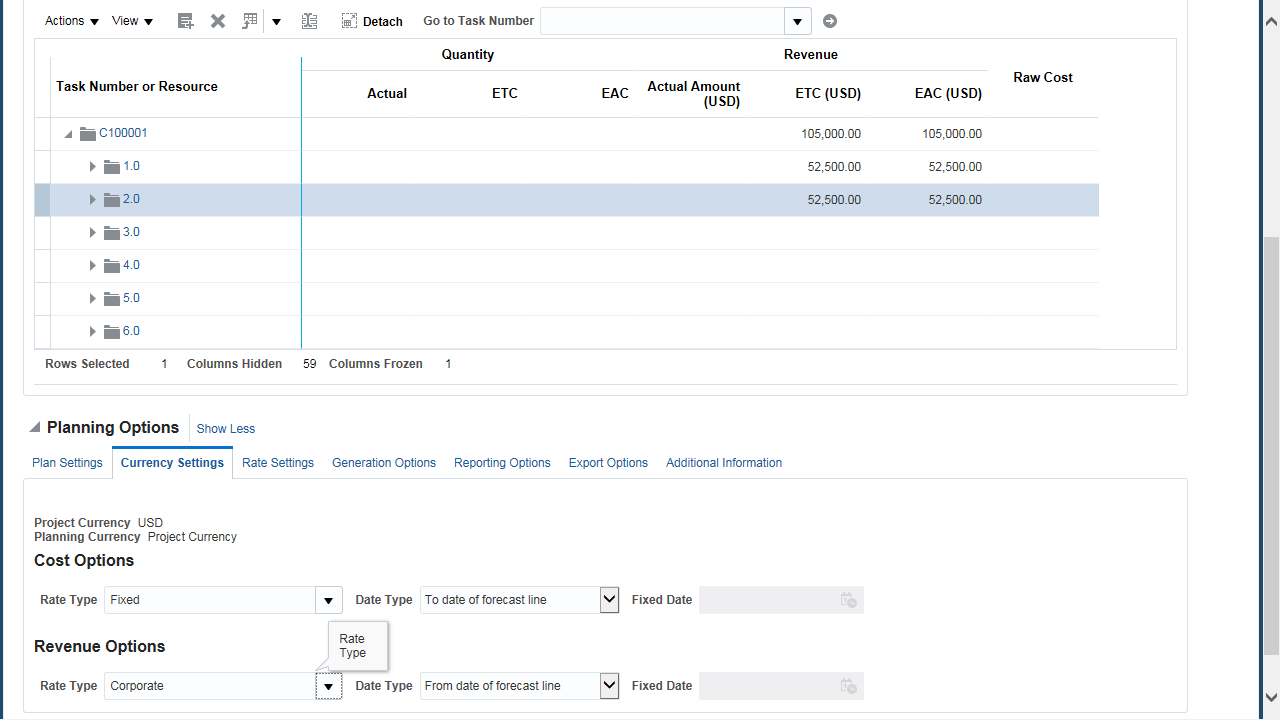 Actions View Detach Go to Task Number
Quantity Revenue
Task Number or Resource Actual ETC EAC Actual Amount (USD) ETC (USD) EAC (USD) Raw Cost
C100001 105,000.00 105,000.00
1.0 52,500.00 52,500.00
2.0 52,500.00 52,500.00
3.0
4.0
5.0
6.0
Rows Selected 1 Columns Hidden 59 Columns Frozen 1
Planning Options Show Less
Plan Settings Currency Settings Rate Settings Generation Options Reporting Options Export Options Additional Information
Project Currency USD
Planning Currency Project Currency
Cost Options
Rate Type Fixed Date Type To date of forecast line Fixed Date
Rate
Type
Revenue Options
Rate Type Corporate Date Type From date of forecast line Fixed Date